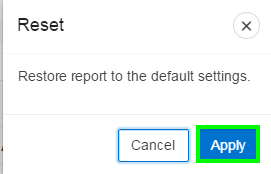 Reset
Restore report to the default settings.
Cancel Apply